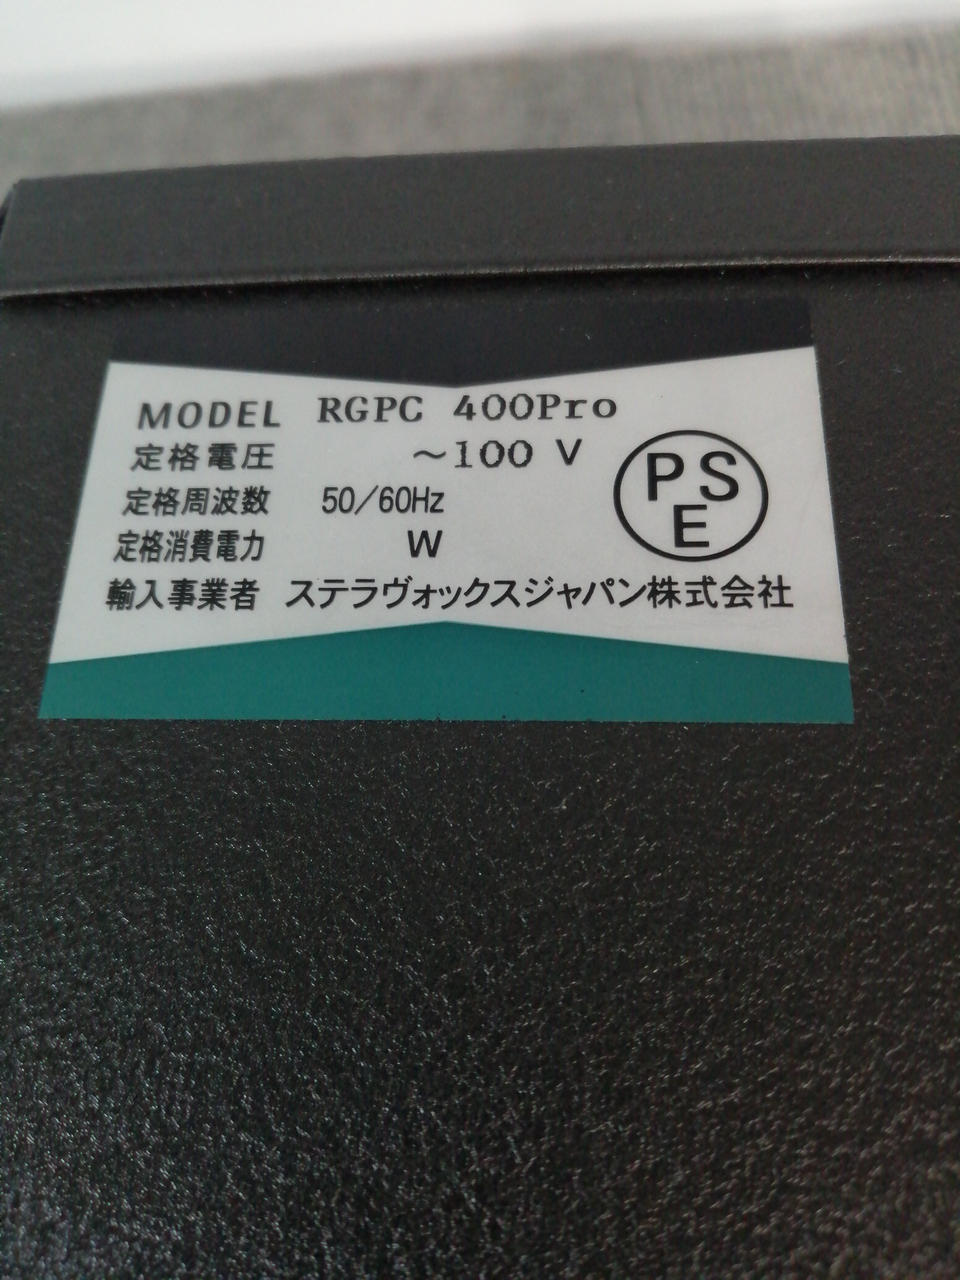 MODEL RGPC 400Pro
定格電圧 ～100 V
定格周波数 50/60Hz
定格消費電力 W
輸入事業者 ステラヴォックスジャパン株式会社
PS
E